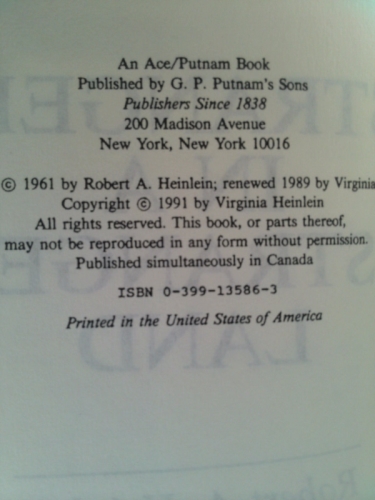 An Ace/Putnam Book
Published by G. P. Putnam's Sons
Publishers Since 1838
200 Madison Avenue
New York, New York 10016
© 1961 by Robert A. Heinlein; renewed 1989 by Virginia
Copyright © 1991 by Virginia Heinlein
All rights reserved. This book, or parts thereof,
may not be reproduced in any form without permission.
Published simultaneously in Canada
ISBN 0-399-13586-3
Printed in the United States of America